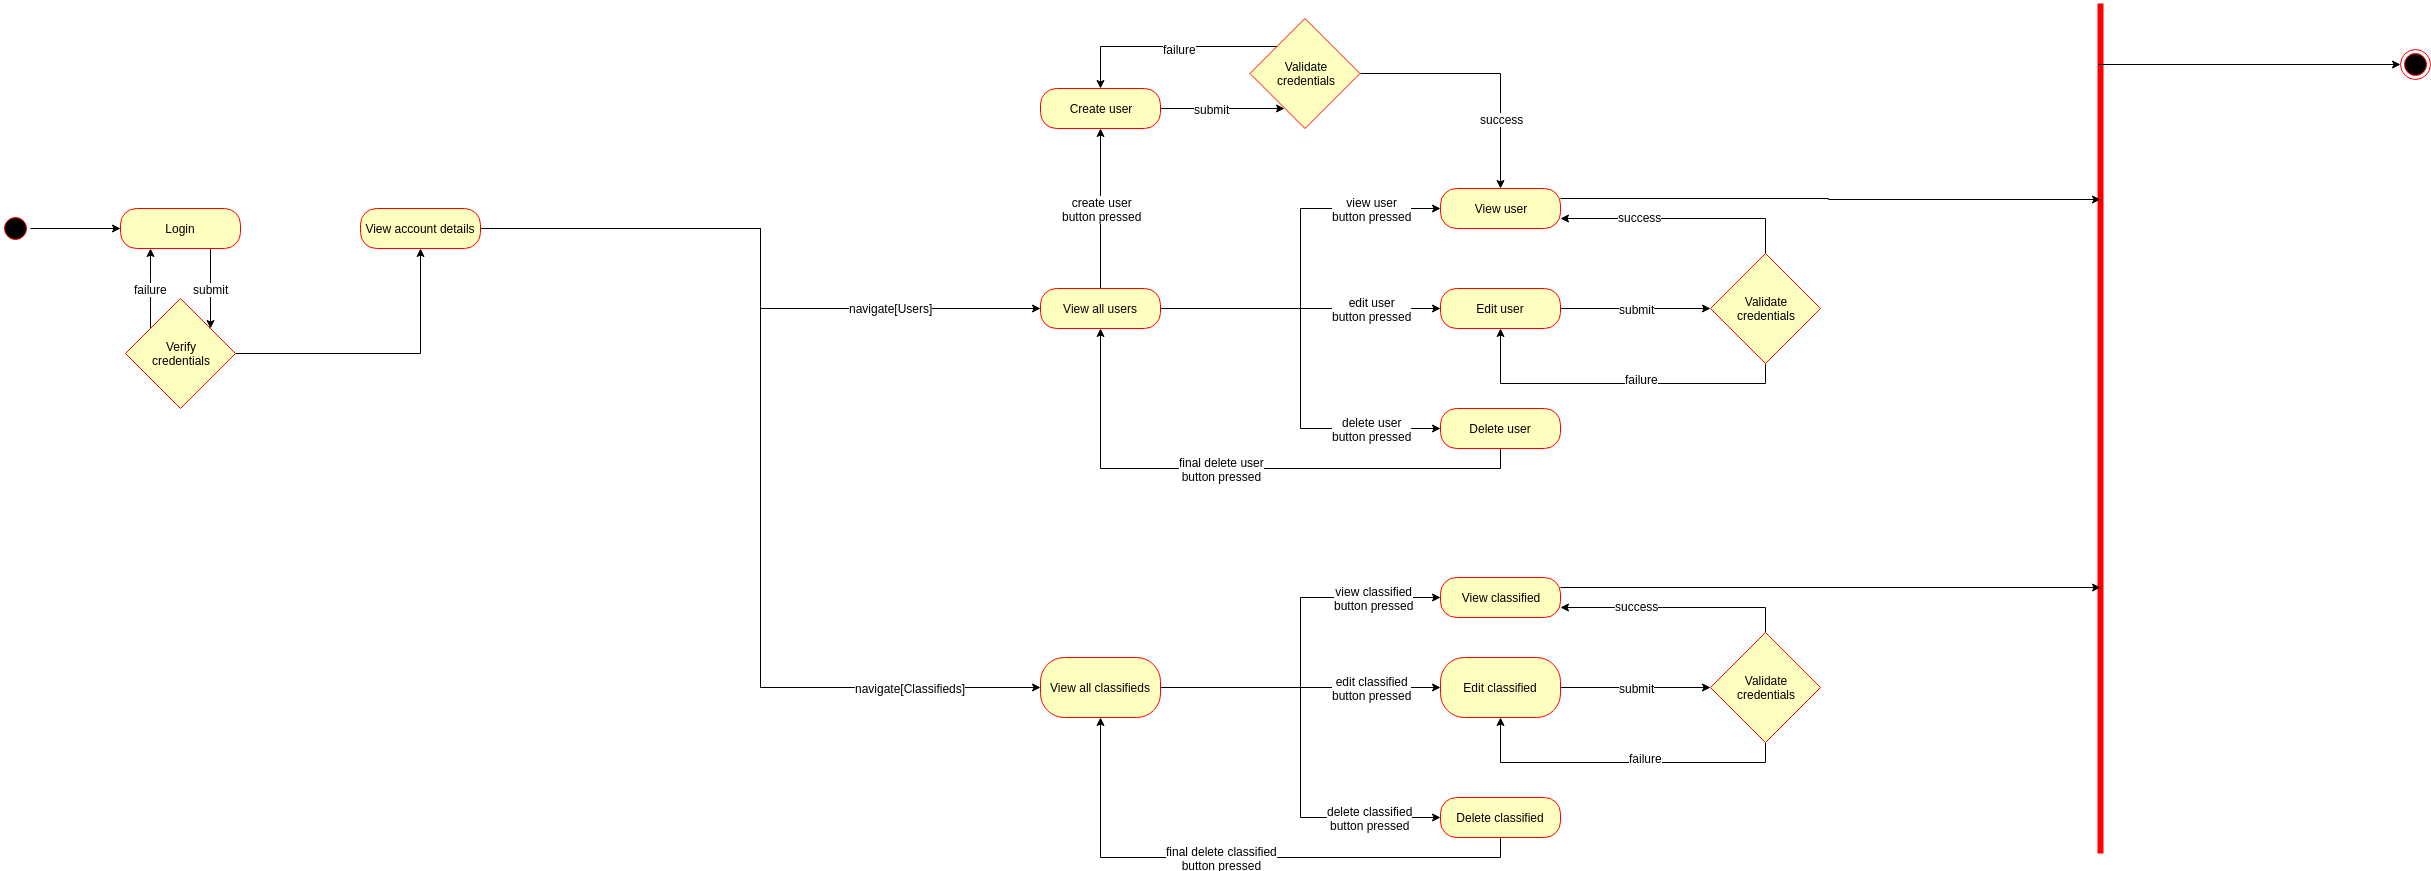 failure
Validate
credentials
Create user
submit
success
create user
button pressed
view user
button pressed
View user
success
Login
View account details
failure
submit
Verify
credentials
navigate[Users]
View all users
edit user
button pressed
Edit user
submit
Validate
credentials
failure
delete user
button pressed
Delete user
final delete user
button pressed
view classified
button pressed
View classified
success
navigate[Classifieds]
View all classifieds
edit classified
button pressed
Edit classified
submit
Validate
credentials
failure
delete classified
button pressed
Delete classified
final delete classified
button pressed